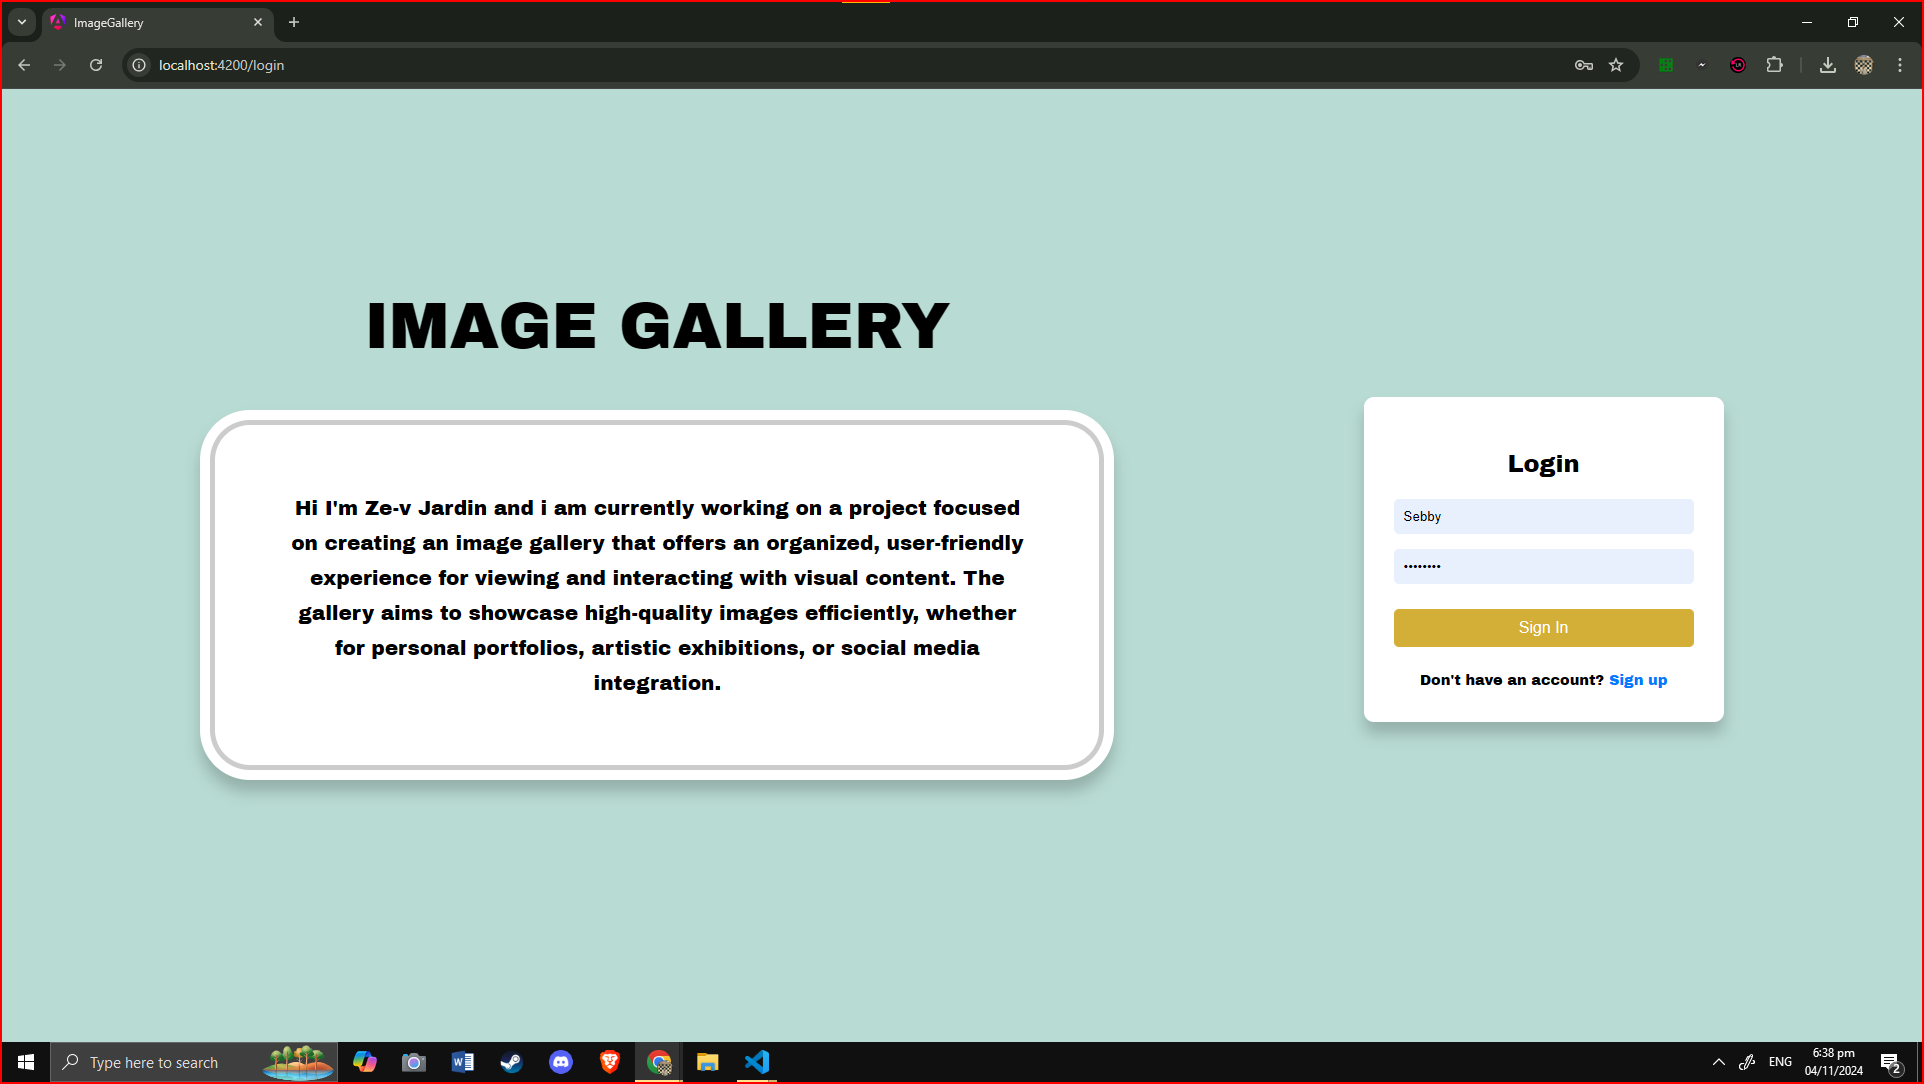 ImageGallery
localhost:4200/login
IMAGE GALLERY
Hi I'm Ze-v Jardin and i am currently working on a project focused
on creating an image gallery that offers an organized, user-friendly
experience for viewing and interacting with visual content. The
gallery aims to showcase high-quality images efficiently, whether
for personal portfolios, artistic exhibitions, or social media
integration.
Login
Sebby
••••••••
Sign In
Don't have an account? Sign up
Type here to search
ENG
6:38 pm
04/11/2024
2